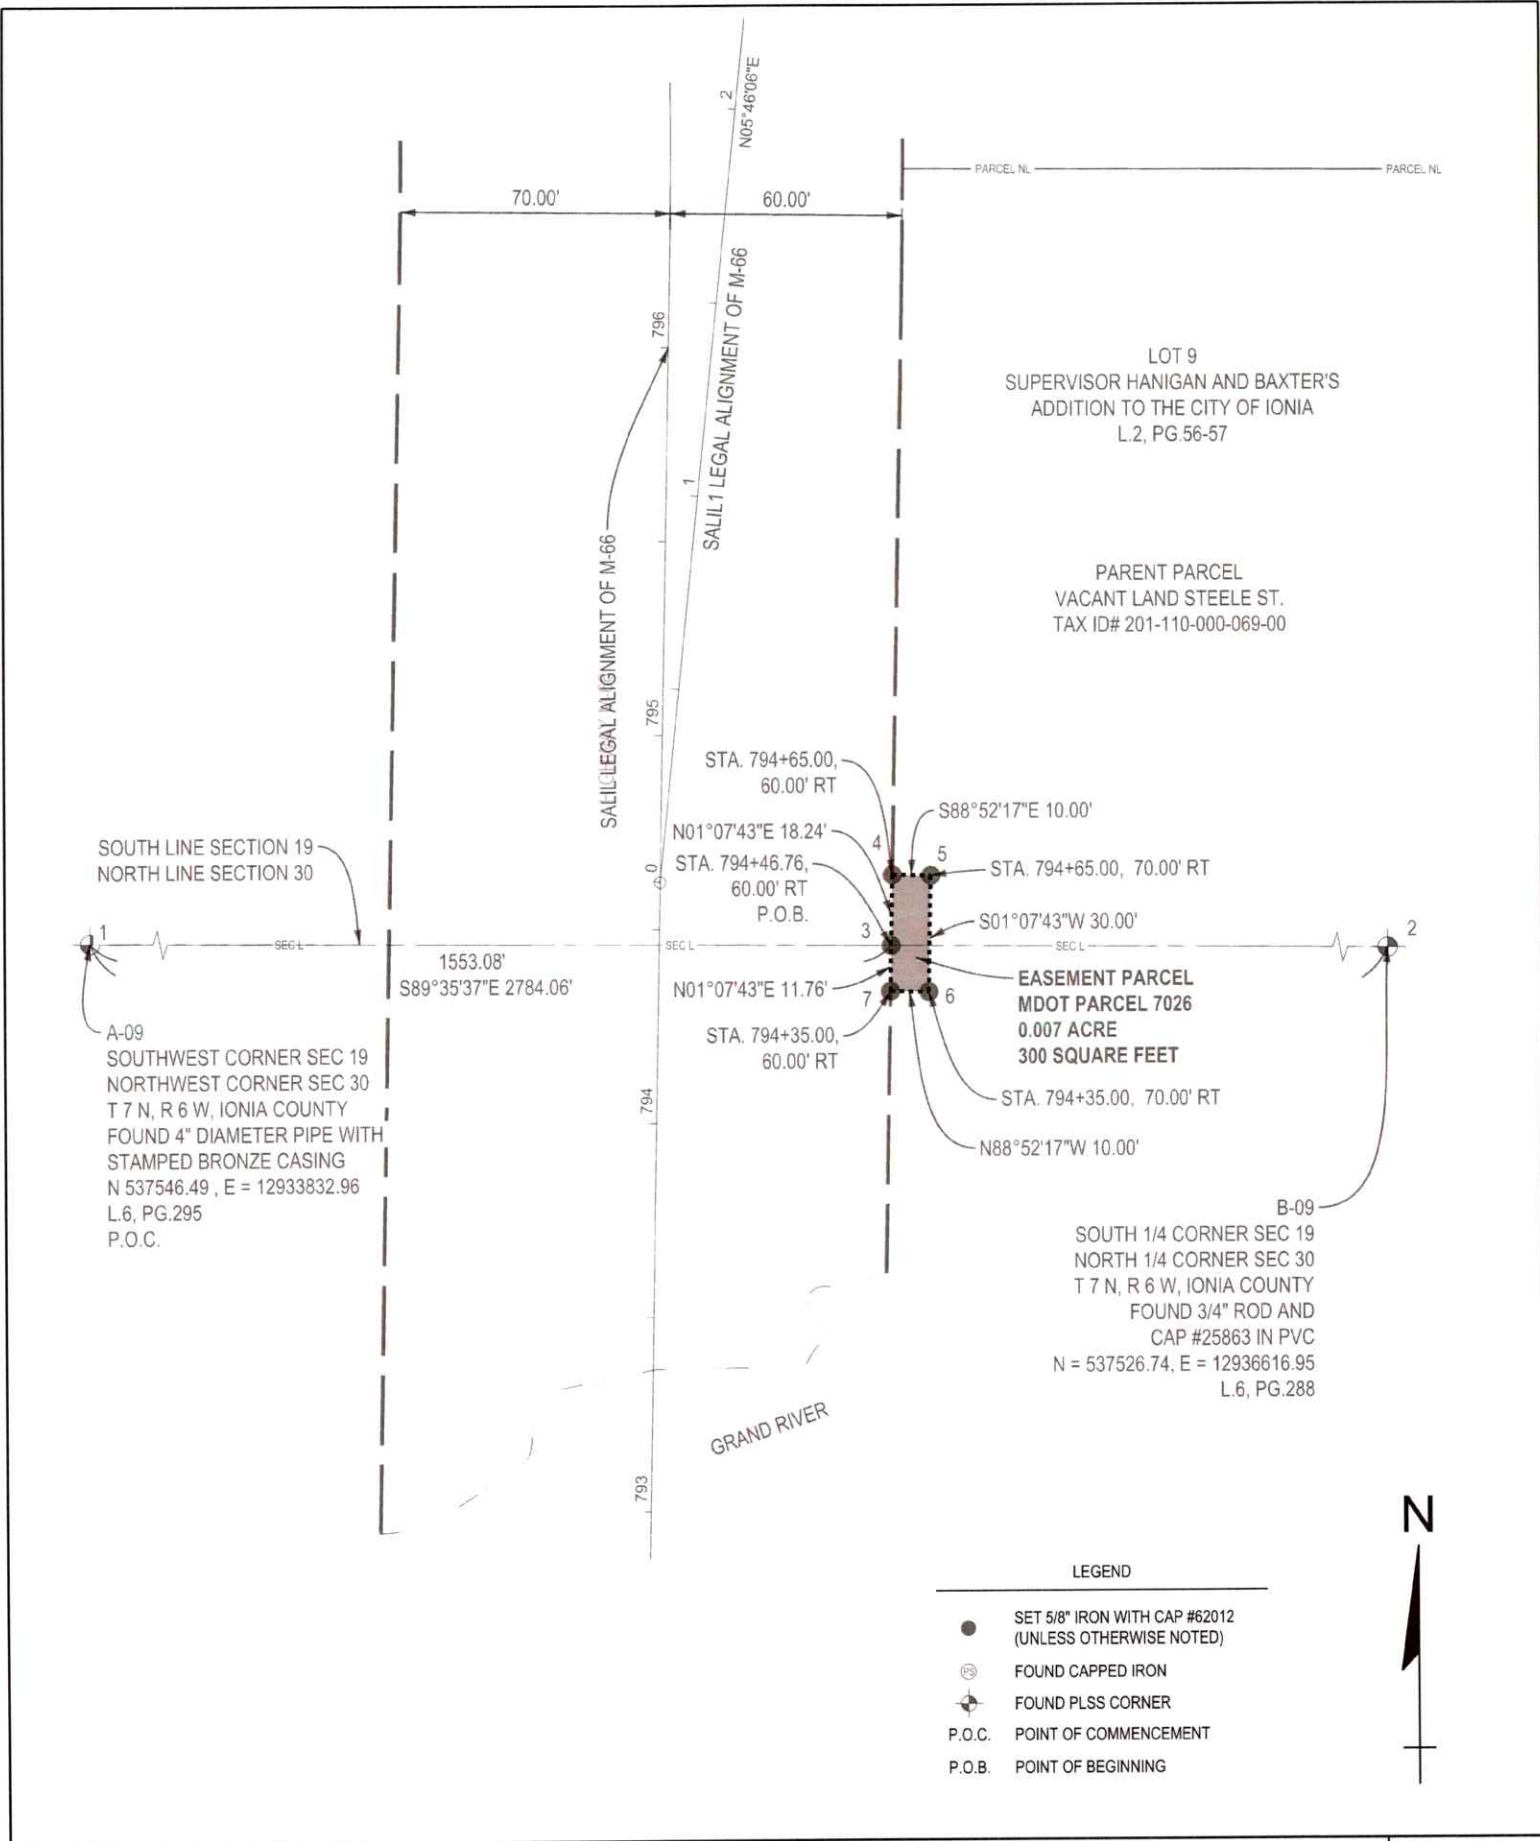 N05°46'06"E
2
PARCEL NL
PARCEL NL
70.00'
60.00'
SALIL1 LEGAL ALIGNMENT OF M-66
796
1
LOT 9
SUPERVISOR HANIGAN AND BAXTER'S
ADDITION TO THE CITY OF IONIA
L.2, PG.56-57
SALIL LEGAL ALIGNMENT OF M-66
PARENT PARCEL
VACANT LAND STEELE ST.
TAX ID# 201-110-000-069-00
795
STA. 794+65.00,
60.00' RT
S88°52'17"E 10.00'
N01°07'43"E 18.24'
4
5
STA. 794+46.76,
60.00' RT
P.O.B.
STA. 794+65.00, 70.00' RT
SOUTH LINE SECTION 19
NORTH LINE SECTION 30
0
S01°07'43"W 30.00'
1
SEC L
SEC L
3
SEC L
2
1553.08'
S89°35'37"E 2784.06'
N01°07'43"E 11.76'
7
6
EASEMENT PARCEL
MDOT PARCEL 7026
0.007 ACRE
300 SQUARE FEET
STA. 794+35.00,
60.00' RT
A-09
SOUTHWEST CORNER SEC 19
NORTHWEST CORNER SEC 30
T 7 N, R 6 W, IONIA COUNTY
FOUND 4" DIAMETER PIPE WITH
STAMPED BRONZE CASING
N 537546.49 , E = 12933832.96
L.6, PG.295
P.O.C.
794
STA. 794+35.00, 70.00' RT
N88°52'17"W 10.00'
B-09
SOUTH 1/4 CORNER SEC 19
NORTH 1/4 CORNER SEC 30
T 7 N, R 6 W, IONIA COUNTY
FOUND 3/4" ROD AND
CAP #25863 IN PVC
N = 537526.74, E = 12936616.95
L.6, PG.288
GRAND RIVER
793
N
LEGEND
SET 5/8" IRON WITH CAP #62012
(UNLESS OTHERWISE NOTED)
PS FOUND CAPPED IRON
FOUND PLSS CORNER
P.O.C. POINT OF COMMENCEMENT
P.O.B. POINT OF BEGINNING